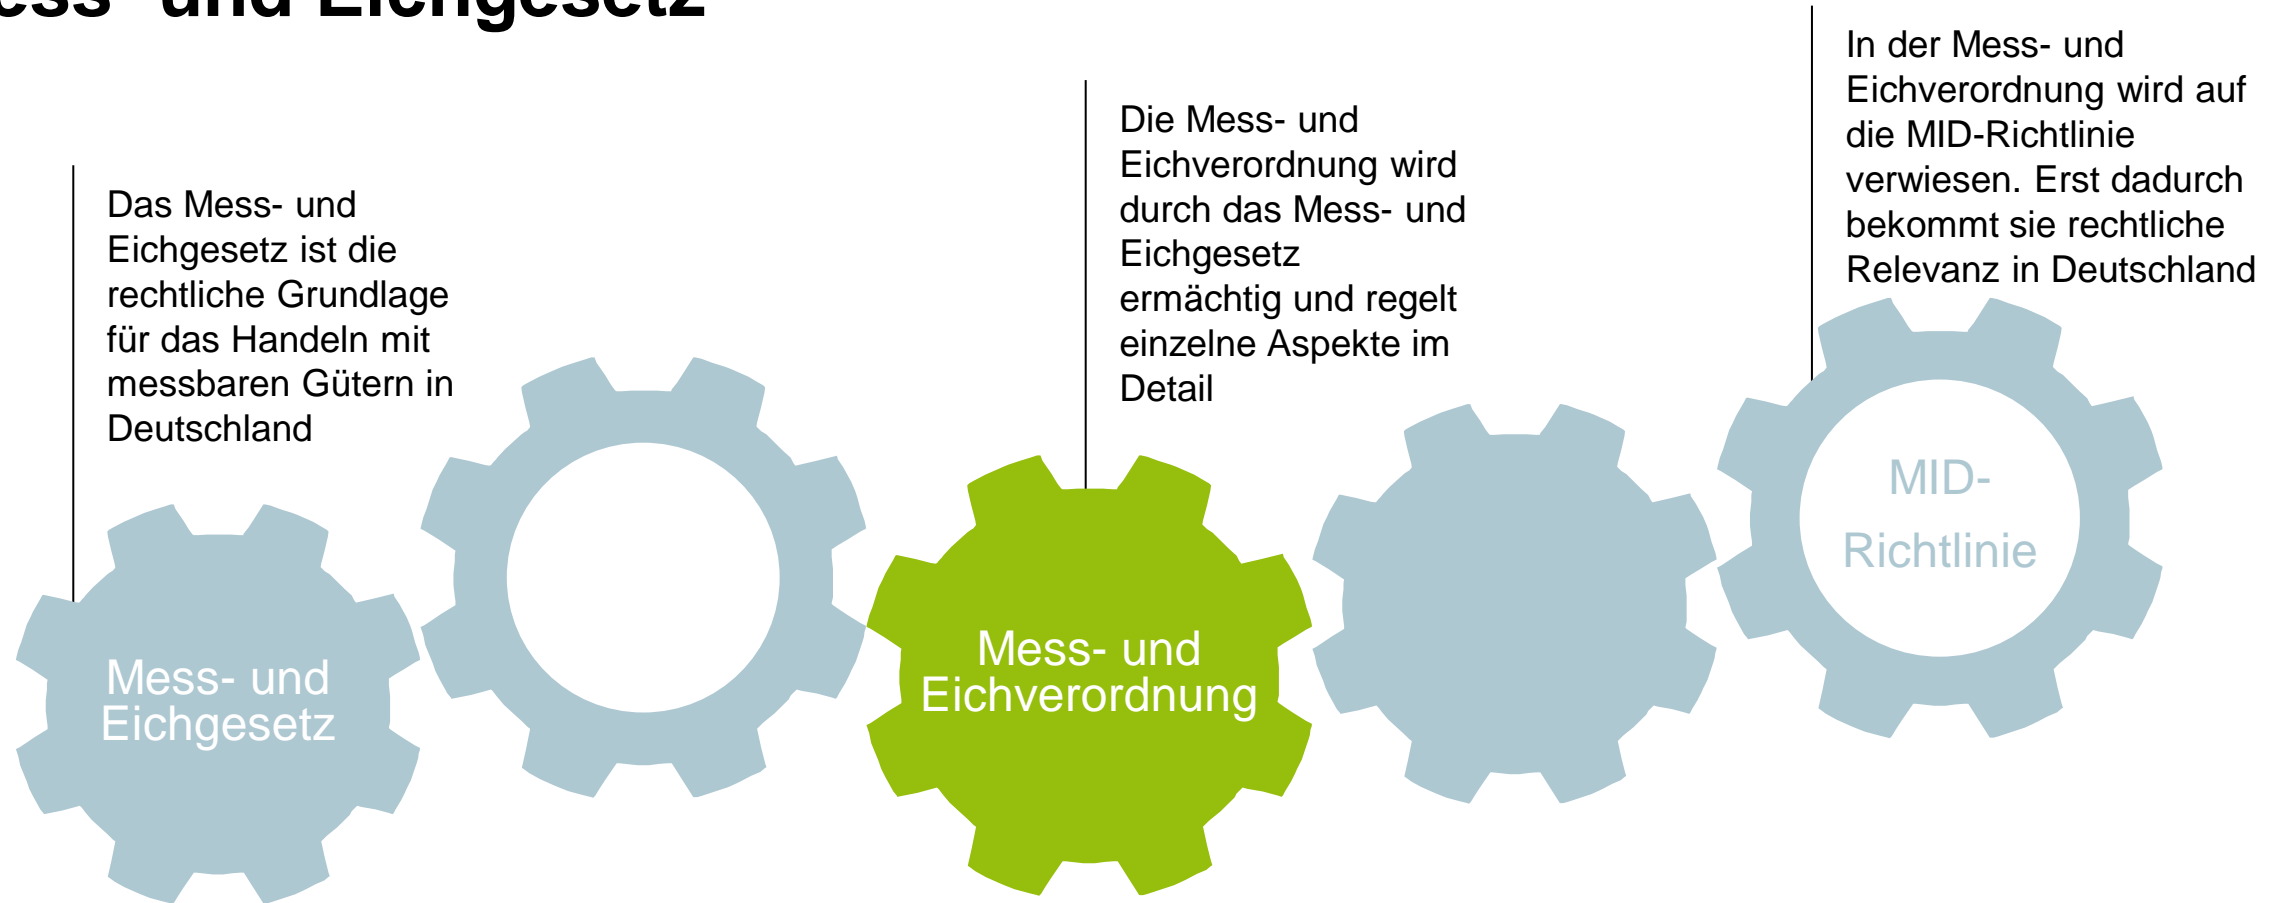 ess- und Eichgesetz
Das Mess- und
Eichgesetz ist die
rechtliche Grundlage
für das Handeln mit
messbaren Gütern in
Deutschland
Die Mess- und
Eichverordnung wird
durch das Mess- und
Eichgesetz
ermächtig und regelt
einzelne Aspekte im
Detail
In der Mess- und
Eichverordnung wird auf
die MID-Richtlinie
verwiesen. Erst dadurch
bekommt sie rechtliche
Relevanz in Deutschland
Mess- und
Eichgesetz
Mess- und
Eichverordnung
MID-
Richtlinie